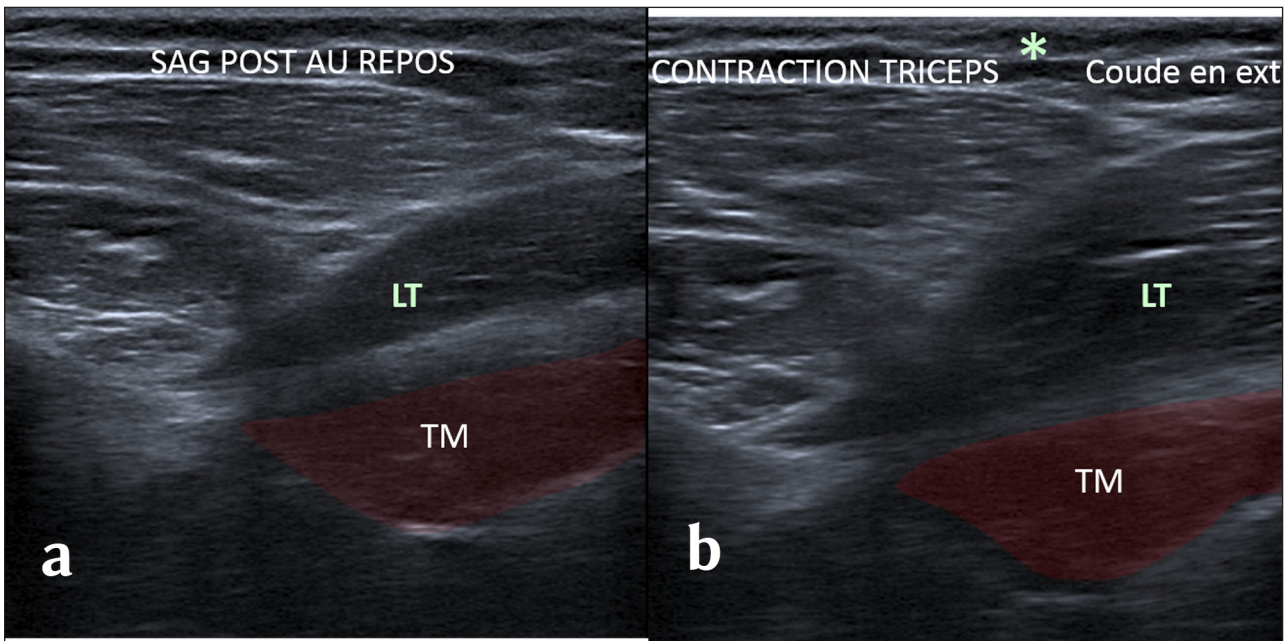 SAG POST AU REPOS
LT
TM
a
*
CONTRACTION TRICEPS Coude en ext
LT
TM
b